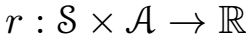 r : 𝒮 × 𝒜 → ℝ